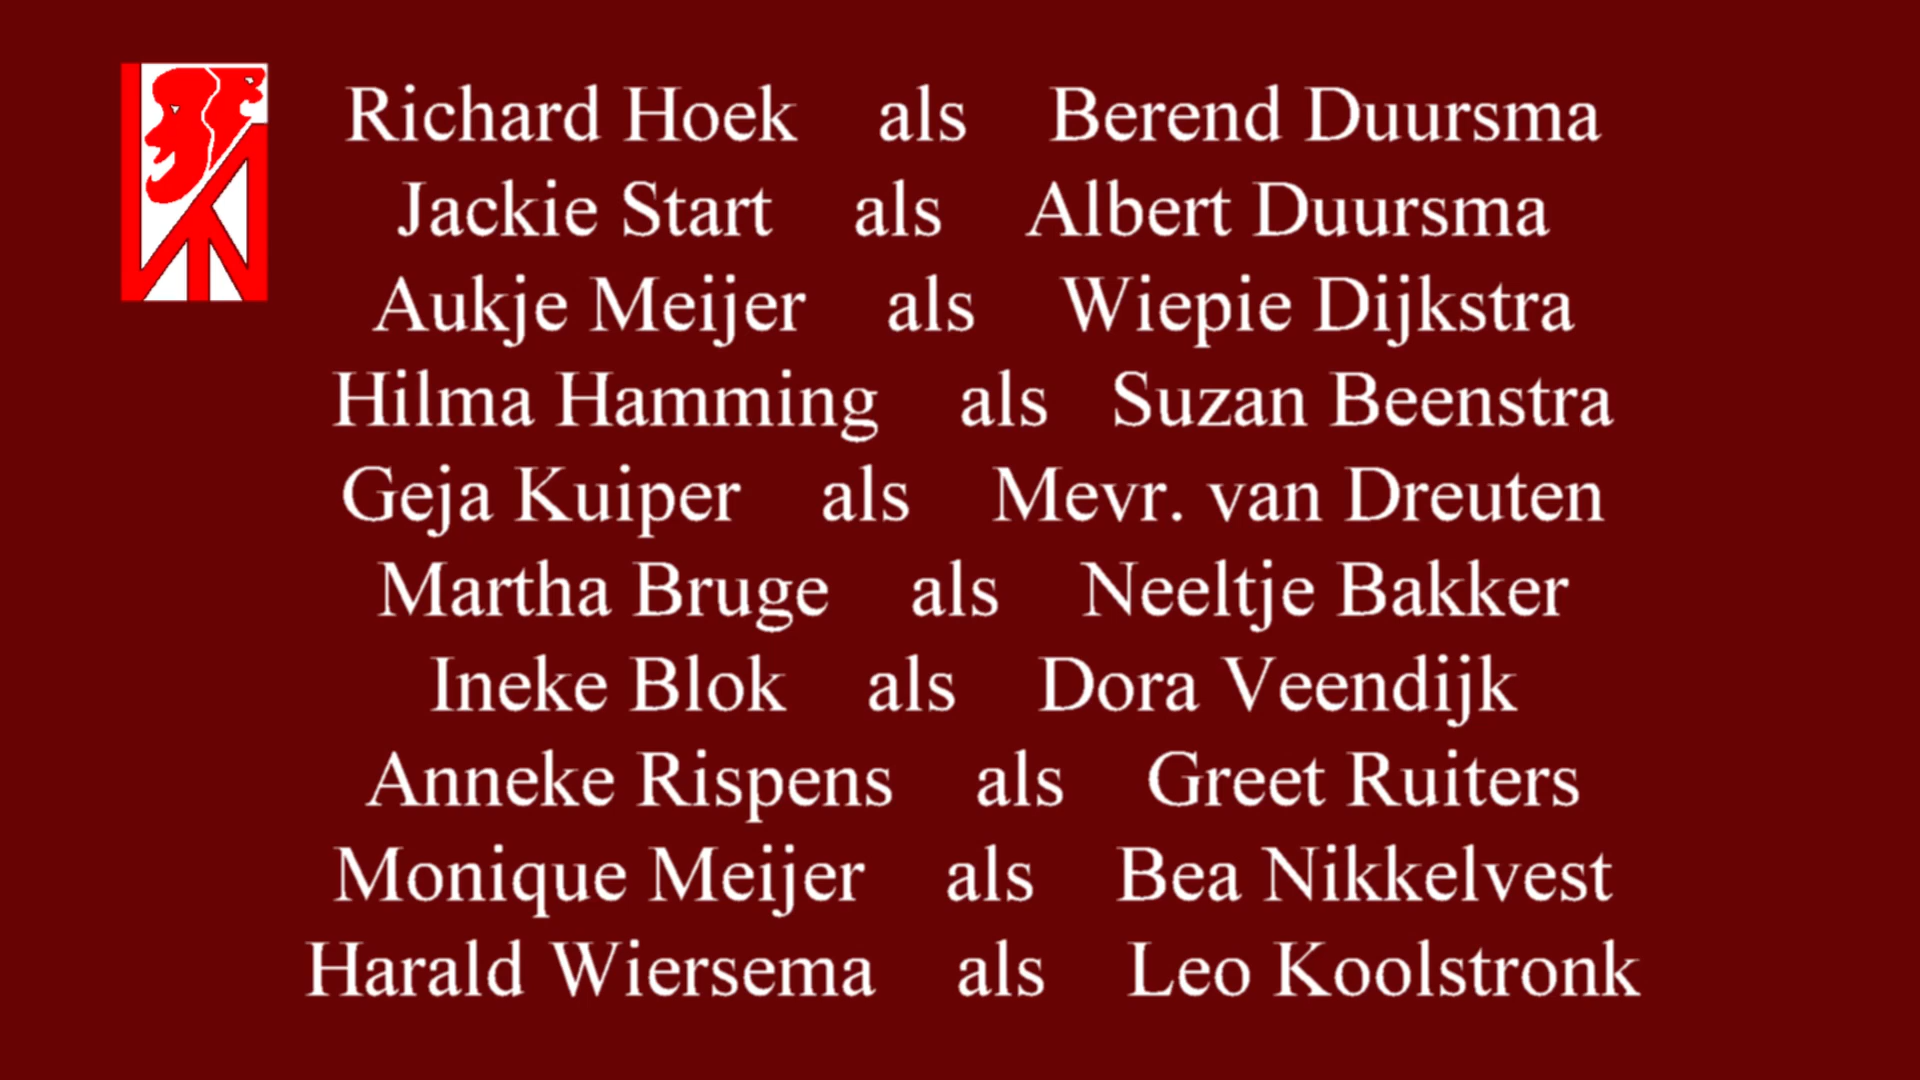 Richard Hoek als Berend Duursma
Jackie Start als Albert Duursma
Aukje Meijer als Wiepie Dijkstra
Hilma Hamming als Suzan Beenstra
Geja Kuiper als Mevr. van Dreuten
Martha Bruge als Neeltje Bakker
Ineke Blok als Dora Veendijk
Anneke Rispens als Greet Ruiters
Monique Meijer als Bea Nikkelvest
Harald Wiersema als Leo Koolstronk